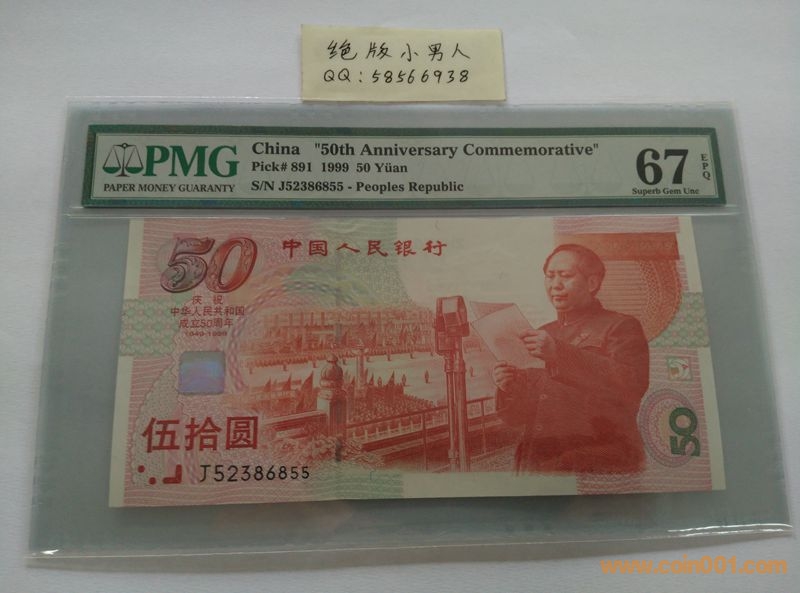 绝版小男人
QQ:58566938
PMG
PAPER MONEY GUARANTY
China "50th Anniversary Commemorative"
Pick# 891 1999 50 Yüan
S/N J52386855 - Peoples Republic
67
EPQ
Superb Gem Unc
50
中国人民银行
庆祝
中华人民共和国
成立50周年
1949-1999
伍拾圆
J52386855
50
www.coin001.com